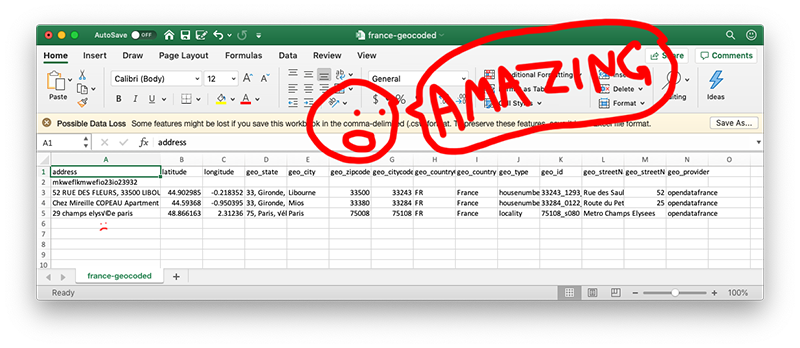 AutoSave OFF france-geocoded
Home Insert Draw Page Layout Formulas Data Review View Share Comments
AMAZING
Paste Calibri (Body) 12 A A General Conditional Formatting Insert
B I U A $ Format as Table Delete Editing Ideas
Cell Styles Format
Possible Data Loss Some features might be lost if you save this workbook in the comma-delimited (.csv) format. To preserve these features, save it in an Excel file format. Save As...
A1 fx address
A B C D E F G H I J K L M N O
1 address latitude longitude geo_state geo_city geo_zipcode geo_citycode geo_country geo_country geo_type geo_id geo_streetN geo_streetN geo_provider
2 mkweflkmwefio23io23932
3 52 RUE DES FLEURS, 33500 LIBOU 44.902985 -0.218352 33, Gironde, Libourne 33500 33243 FR France housenumbe 33243_1293_ Rue des Saul 52 opendatafrance
4 Chez Mireille COPEAU Apartment 44.59368 -0.950395 33, Gironde, Mios 33380 33284 FR France housenumbe 33284_0122_ Route du Pet 25 opendatafrance
5 29 champs elys√©e paris 48.866163 2.31236 75, Paris, Vél Paris 75008 75108 FR France locality 75108_s080 Metro Champs Elysees opendatafrance
6
7
8
9
10
france-geocoded +
Ready 100%